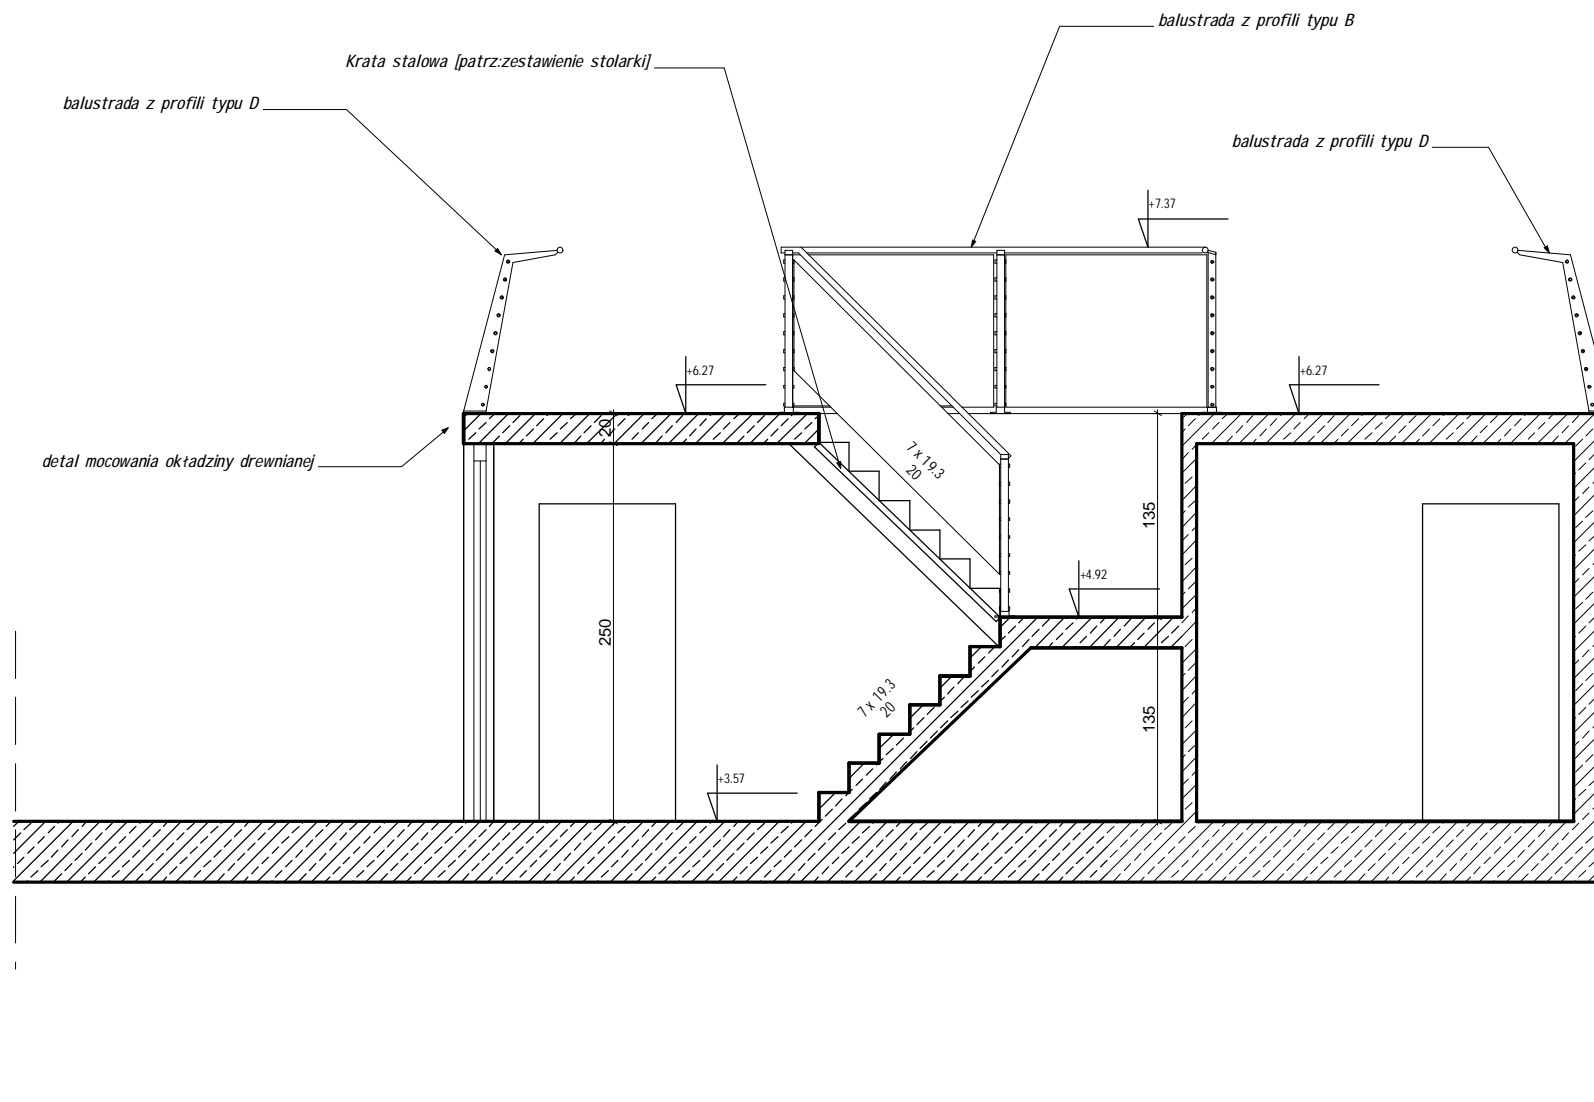 balustrada z profili typu B
Krata stalowa [patrz:zestawienie stolarki]
balustrada z profili typu D
balustrada z profili typu D
+7.37
+6.27
+6.27
20
7 x 19.3
20
detal mocowania okładziny drewnianej
135
+4.92
250
7 x 19.3
20
135
+3.57